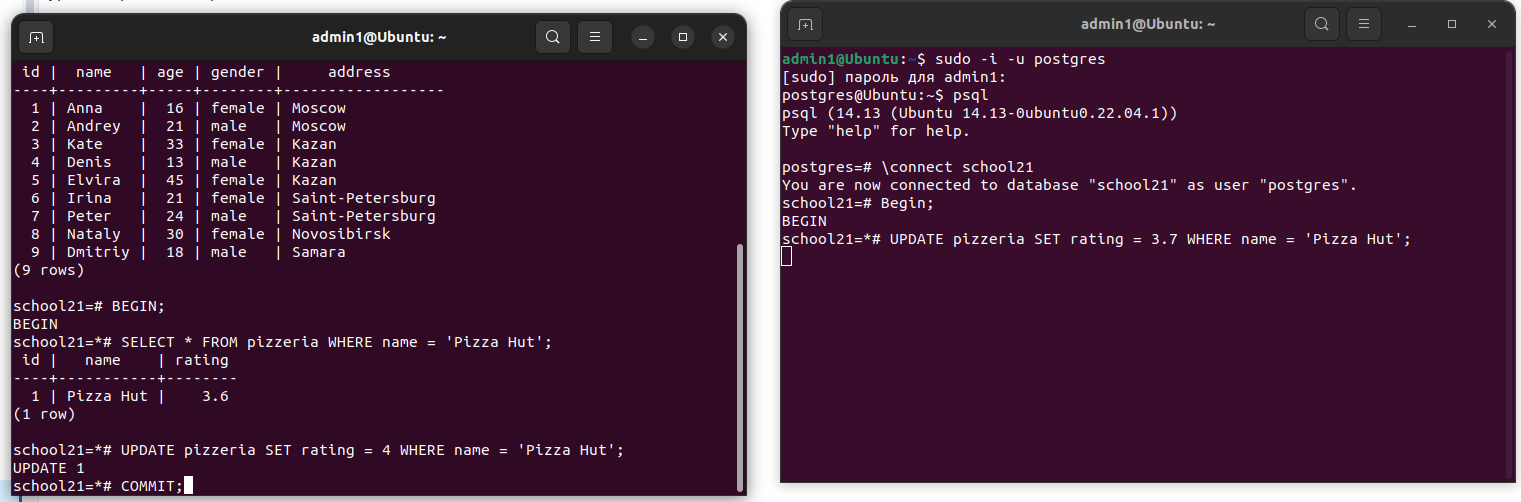 admin1@Ubuntu: ~
 id |  name   | age | gender |     address
----+---------+-----+--------+------------------
  1 | Anna    |  16 | female | Moscow
  2 | Andrey  |  21 | male   | Moscow
  3 | Kate    |  33 | female | Kazan
  4 | Denis   |  13 | male   | Kazan
  5 | Elvira  |  45 | female | Kazan
  6 | Irina   |  21 | female | Saint-Petersburg
  7 | Peter   |  24 | male   | Saint-Petersburg
  8 | Nataly  |  30 | female | Novosibirsk
  9 | Dmitriy |  18 | male   | Samara
(9 rows)
school21=# BEGIN;
BEGIN
school21=*# SELECT * FROM pizzeria WHERE name = 'Pizza Hut';
 id |   name    | rating
----+-----------+--------
  1 | Pizza Hut |    3.6
(1 row)
school21=*# UPDATE pizzeria SET rating = 4 WHERE name = 'Pizza Hut';
UPDATE 1
school21=*# COMMIT;
admin1@Ubuntu: ~
admin1@Ubuntu:~$ sudo -i -u postgres
[sudo] пароль для admin1:
postgres@Ubuntu:~$ psql
psql (14.13 (Ubuntu 14.13-0ubuntu0.22.04.1))
Type "help" for help.
postgres=# \connect school21
You are now connected to database "school21" as user "postgres".
school21=# Begin;
BEGIN
school21=*# UPDATE pizzeria SET rating = 3.7 WHERE name = 'Pizza Hut';